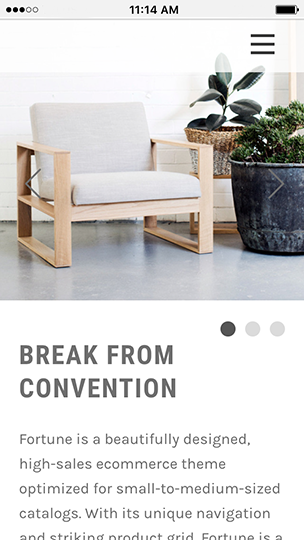 11:14 AM
BREAK FROM
CONVENTION
Fortune is a beautifully designed,
high-sales ecommerce theme
optimized for small-to-medium-sized
catalogs. With its unique navigation
and striking product grid, Fortune is a